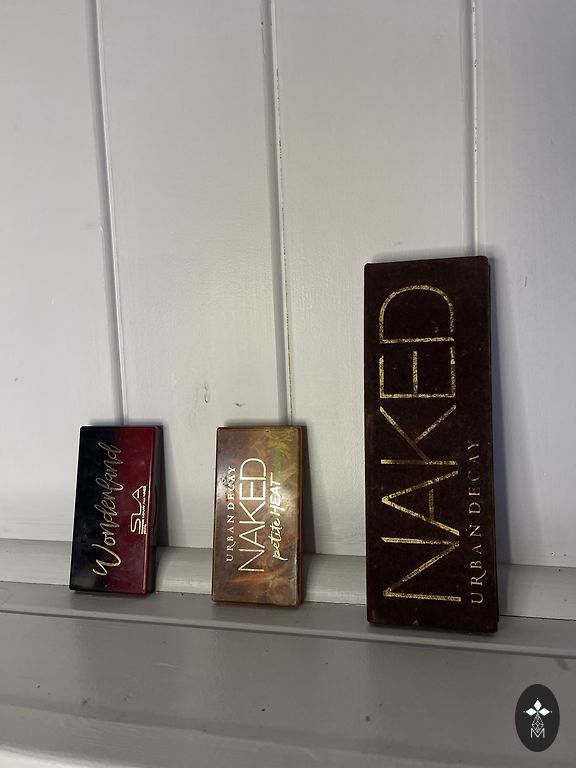 Wonderland
SLA
URBAN DECAY
NAKED
petite HEAT
NAKED
URBAN DECAY